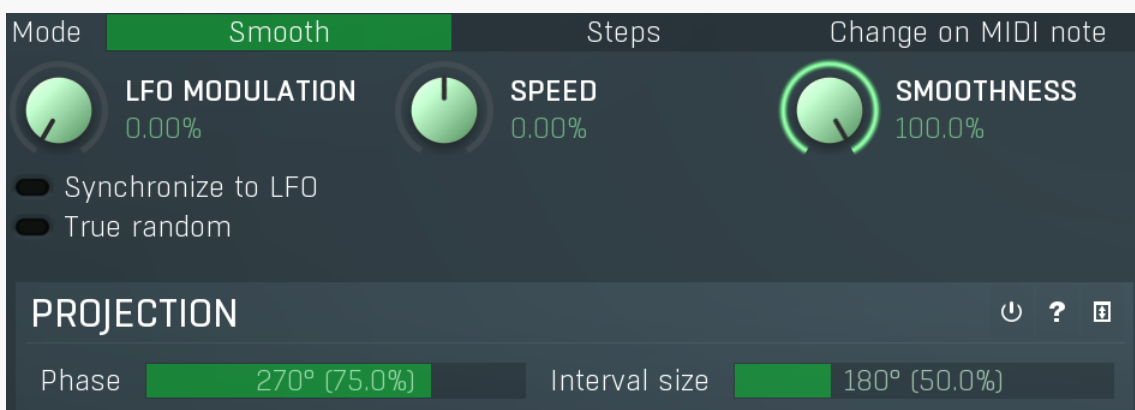 Mode Smooth Steps Change on MIDI note
LFO MODULATION SPEED SMOOTHNESS
0.00% 0.00% 100.0%
Synchronize to LFO
True random
PROJECTION ?
Phase 270° (75.0%) Interval size 180° (50.0%)